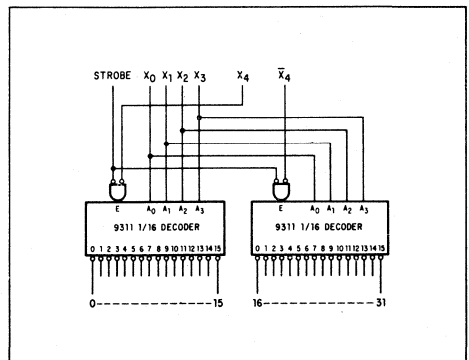 STROBE X0 X1 X2 X3 X4 X̄4
E A0 A1 A2 A3 E A0 A1 A2 A3
9311 1/16 DECODER 9311 1/16 DECODER
0 1 2 3 4 5 6 7 8 9 10 11 12 13 14 15 0 1 2 3 4 5 6 7 8 9 10 11 12 13 14 15
0 15 16 31